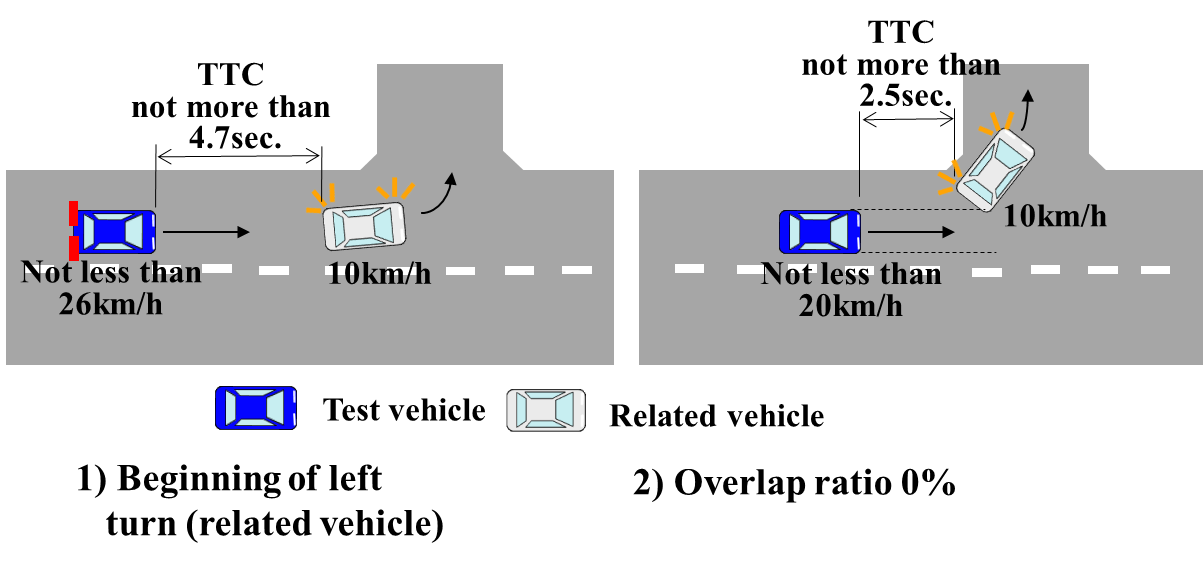 TTC
not more than
4.7sec.
Not less than
26km/h
10km/h
TTC
not more than
2.5sec.
10km/h
Not less than
20km/h
Test vehicle
Related vehicle
1) Beginning of left
turn (related vehicle)
2) Overlap ratio 0%